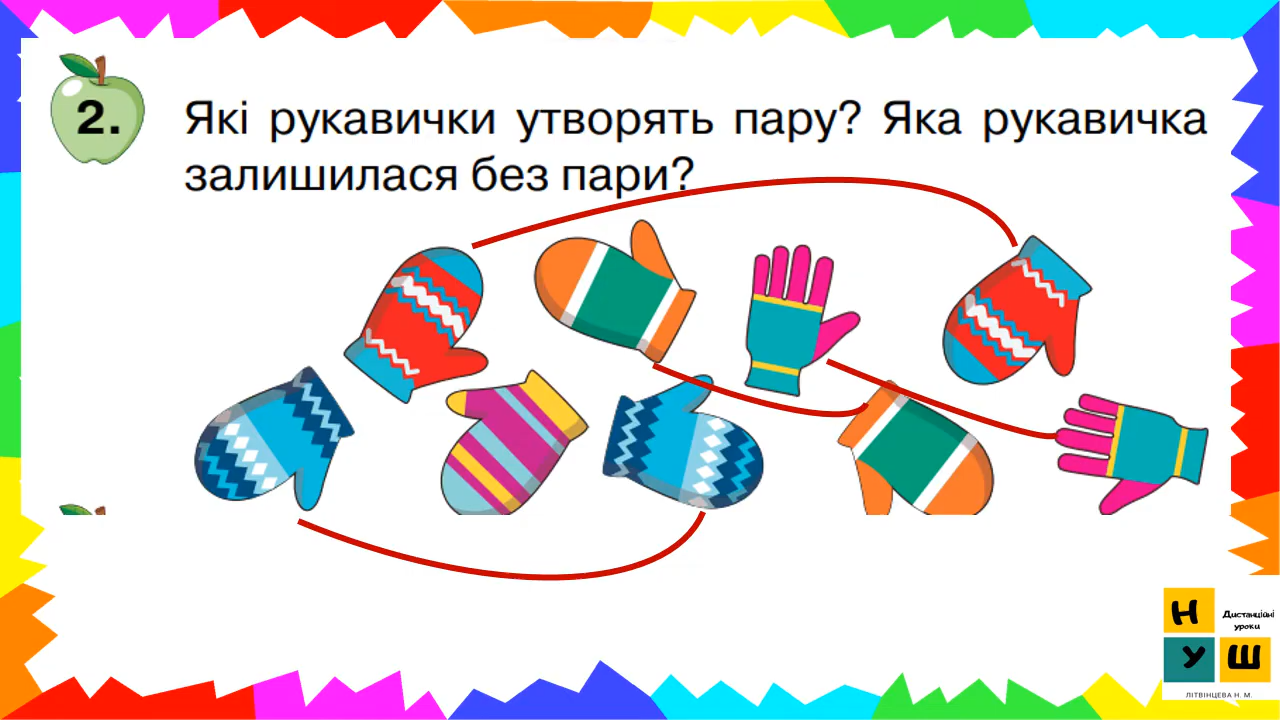 2.
Які рукавички утворять пару? Яка рукавичка
залишилася без пари?
Н
Дистанційні
уроки
У Ш
ЛІТВІНЦЕВА Н. М.